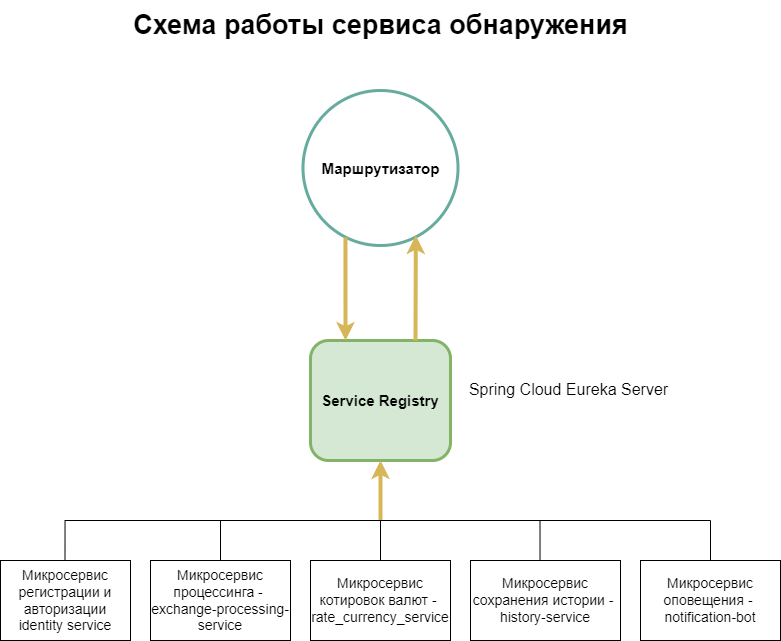 Схема работы сервиса обнаружения
Маршрутизатор
Service Registry
Spring Cloud Eureka Server
Микросервис
регистрации и
авторизации
identity service
Микросервис
процессинга -
exchange-processing-
service
Микросервис
котировок валют -
rate_currency_service
Микросервис
сохранения истории -
history-service
Микросервис
оповещения -
notification-bot